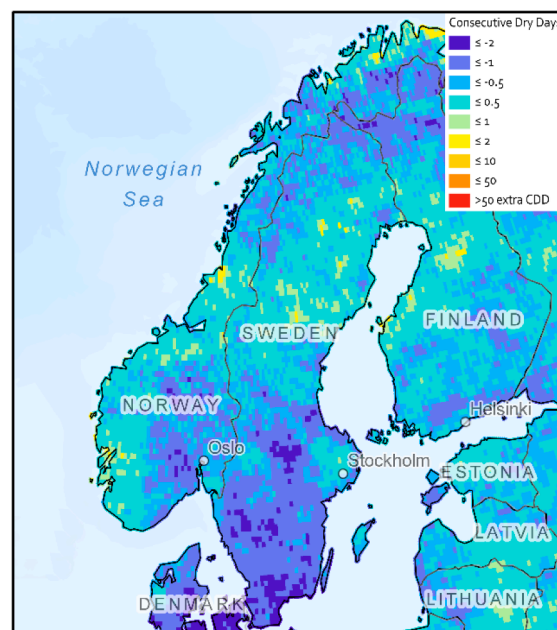 Consecutive Dry Days
≤ -2
≤ -1
≤ -0.5
≤ 0.5
≤ 1
≤ 2
≤ 10
≤ 50
>50 extra CDD
Norwegian
Sea
SWEDEN
FINLAND
NORWAY
Helsinki
Oslo
Stockholm
ESTONIA
LATVIA
DENMARK
LITHUANIA